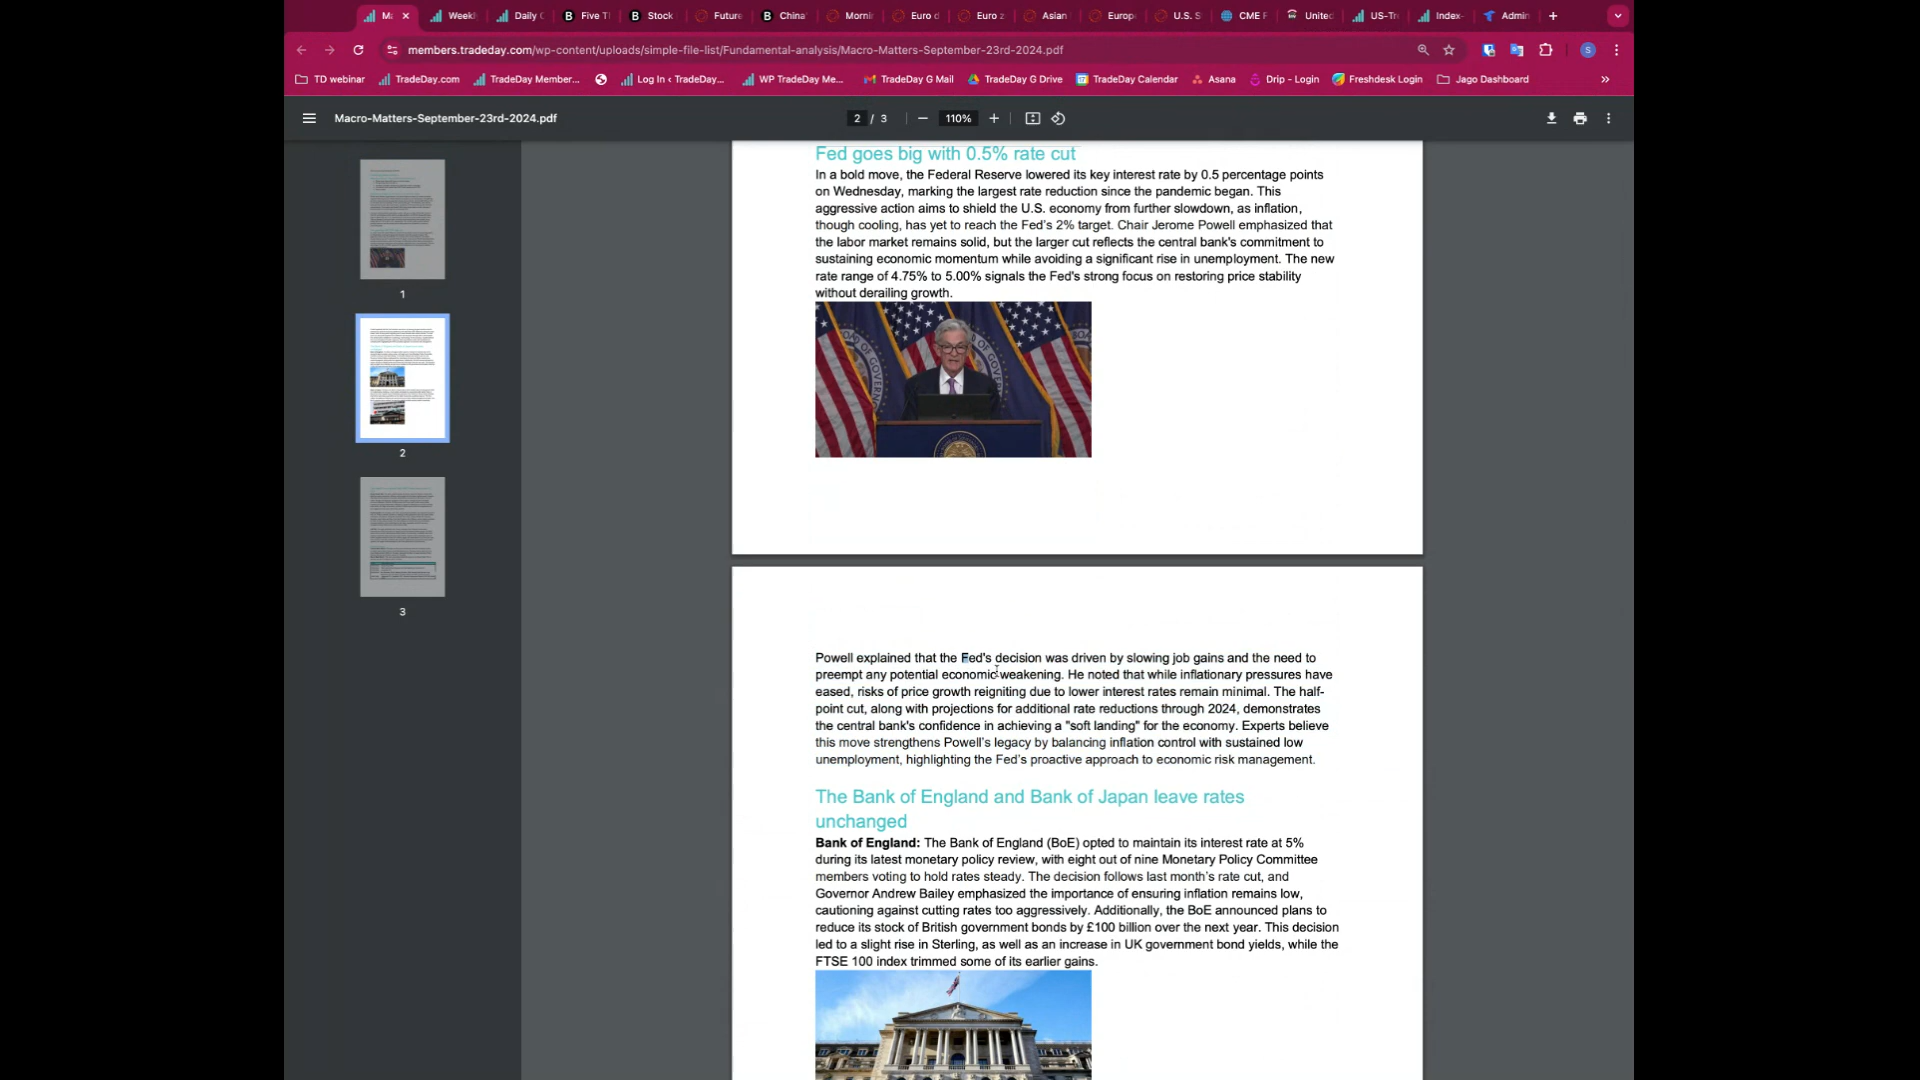 M:
Weekl
Daily C
Five Tl
Stock
Future
China'
Mornin
Euro d
Euro z
Asian
Europe
U.S. S
CME F
United
US-Tr
Index-
Admin
members.tradeday.com/wp-content/uploads/simple-file-list/Fundamental-analysis/Macro-Matters-September-23rd-2024.pdf
S
TD webinar
TradeDay.com
TradeDay Member...
Log In ‹ TradeDay...
WP TradeDay Me...
TradeDay G Mail
TradeDay G Drive
TradeDay Calendar
Asana
Drip - Login
Freshdesk Login
Jago Dashboard
»
Macro-Matters-September-23rd-2024.pdf
2 / 3
110%
1
2
3
Fed goes big with 0.5% rate cut
In a bold move, the Federal Reserve lowered its key interest rate by 0.5 percentage points
on Wednesday, marking the largest rate reduction since the pandemic began. This
aggressive action aims to shield the U.S. economy from further slowdown, as inflation,
though cooling, has yet to reach the Fed's 2% target. Chair Jerome Powell emphasized that
the labor market remains solid, but the larger cut reflects the central bank's commitment to
sustaining economic momentum while avoiding a significant rise in unemployment. The new
rate range of 4.75% to 5.00% signals the Fed's strong focus on restoring price stability
without derailing growth.
Powell explained that the Fed's decision was driven by slowing job gains and the need to
preempt any potential economic weakening. He noted that while inflationary pressures have
eased, risks of price growth reigniting due to lower interest rates remain minimal. The half-
point cut, along with projections for additional rate reductions through 2024, demonstrates
the central bank's confidence in achieving a "soft landing" for the economy. Experts believe
this move strengthens Powell's legacy by balancing inflation control with sustained low
unemployment, highlighting the Fed's proactive approach to economic risk management.
The Bank of England and Bank of Japan leave rates
unchanged
Bank of England: The Bank of England (BoE) opted to maintain its interest rate at 5%
during its latest monetary policy review, with eight out of nine Monetary Policy Committee
members voting to hold rates steady. The decision follows last month's rate cut, and
Governor Andrew Bailey emphasized the importance of ensuring inflation remains low,
cautioning against cutting rates too aggressively. Additionally, the BoE announced plans to
reduce its stock of British government bonds by £100 billion over the next year. This decision
led to a slight rise in Sterling, as well as an increase in UK government bond yields, while the
FTSE 100 index trimmed some of its earlier gains.